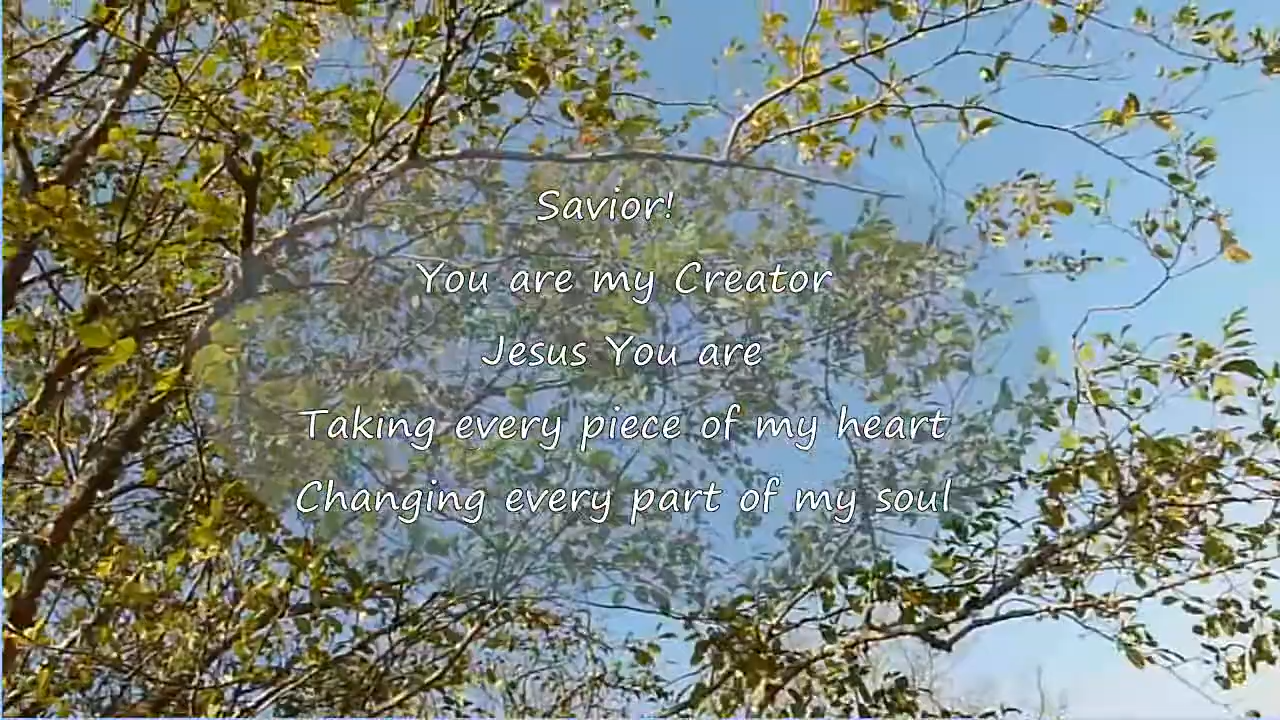 Savior!
You are my Creator
Jesus You are
Taking every piece of my heart
Changing every part of my soul